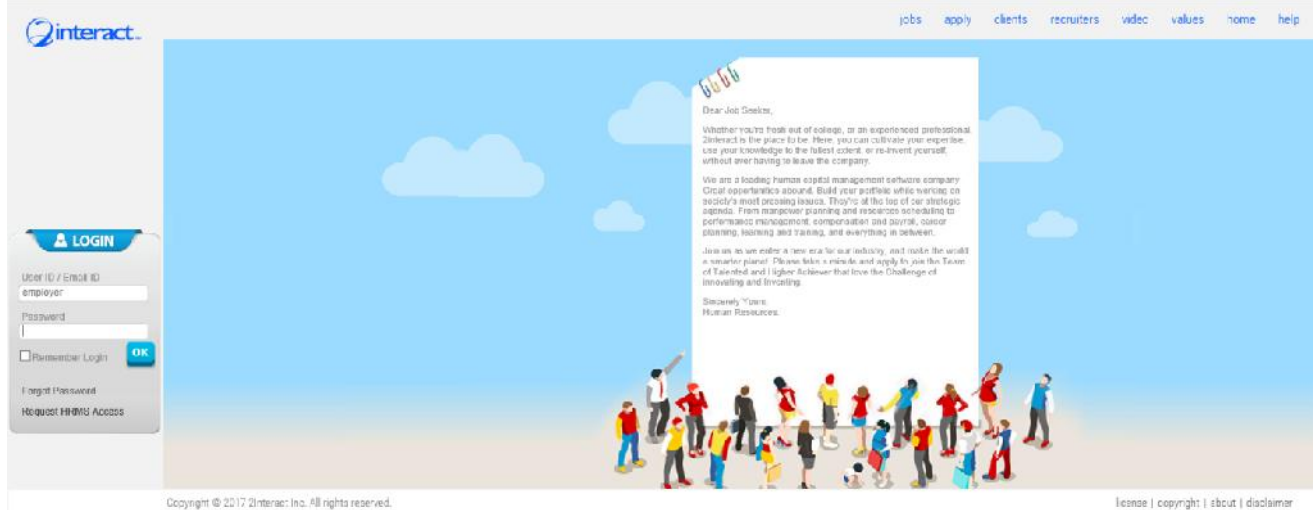 2interact
jobs apply clients recruiters video values home help
Dear Job Seeker,
Whether you're fresh out of college, or an experienced professional
2interact is the place to be. Here, you can cultivate your expertise,
use your knowledge to the fullest extent, or re-invent yourself,
without ever having to leave the company.
We are a leading human capital management software company
Great opportunities abound. Build your portfolio while working on
society's most pressing issues. They're at the top of our strategic
agenda. From manpower planning and resources scheduling to
performance management, compensation and payroll, career
planning, learning and training, and everything in between.
Join us as we enter a new era for our industry, and make the world
a smarter planet. Please take a minute and apply to join the Team
of Talented and Higher Achiever that love the Challenge of
innovating and Inventing.
Sincerely Yours,
Human Resources.
LOGIN
User ID / Email ID
employer
Password
Remember Login OK
Forgot Password
Request HRMS Access
Copyright © 2017 2interact Inc. All rights reserved.
license | copyright | about | disclaimer